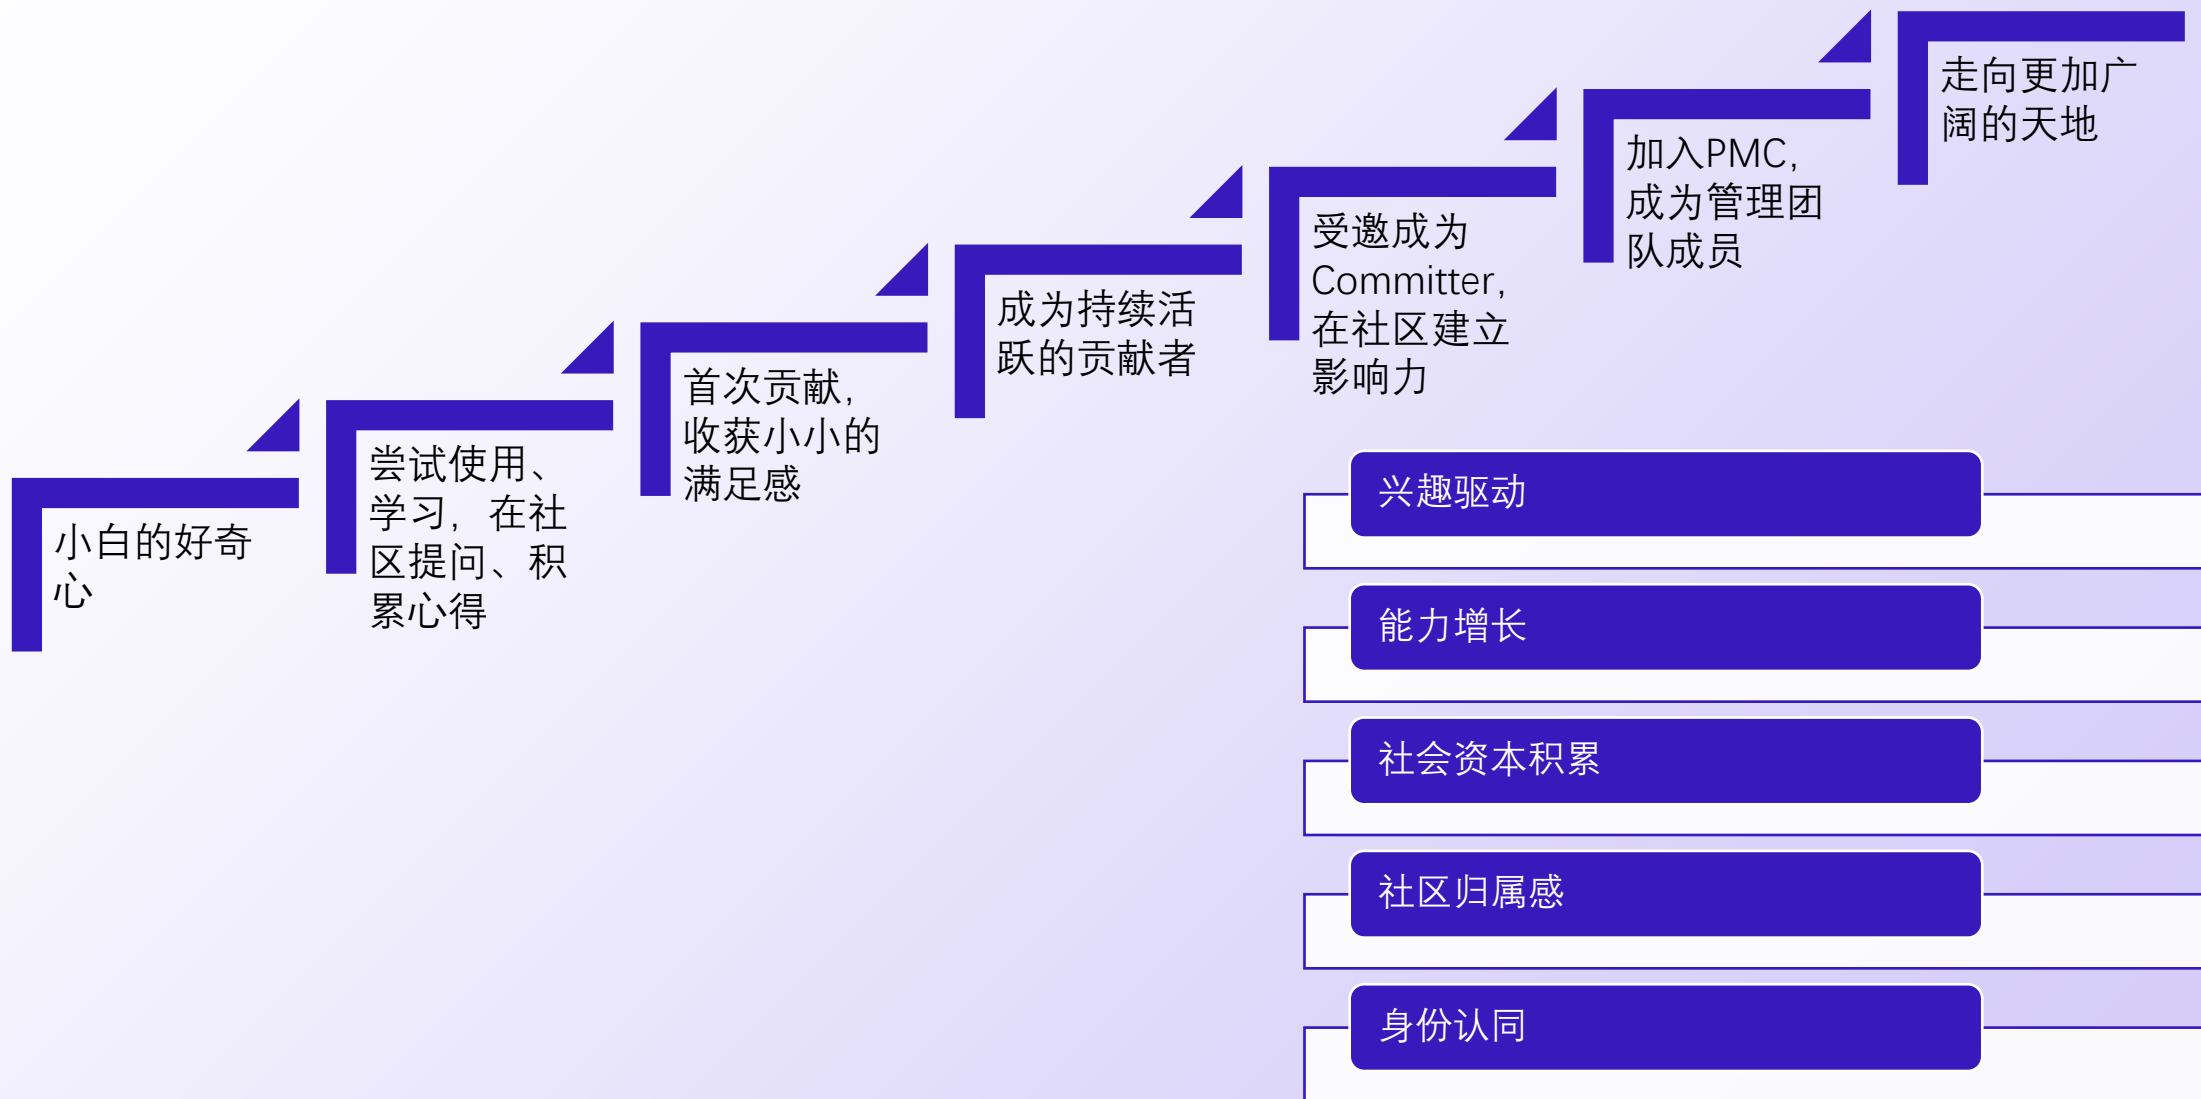 小白的好奇
心
尝试使用、
学习，在社
区提问、积
累心得
首次贡献，
收获小小的
满足感
成为持续活
跃的贡献者
受邀成为
Committer，
在社区建立
影响力
加入PMC，
成为管理团
队成员
走向更加广
阔的天地
兴趣驱动
能力增长
社会资本积累
社区归属感
身份认同